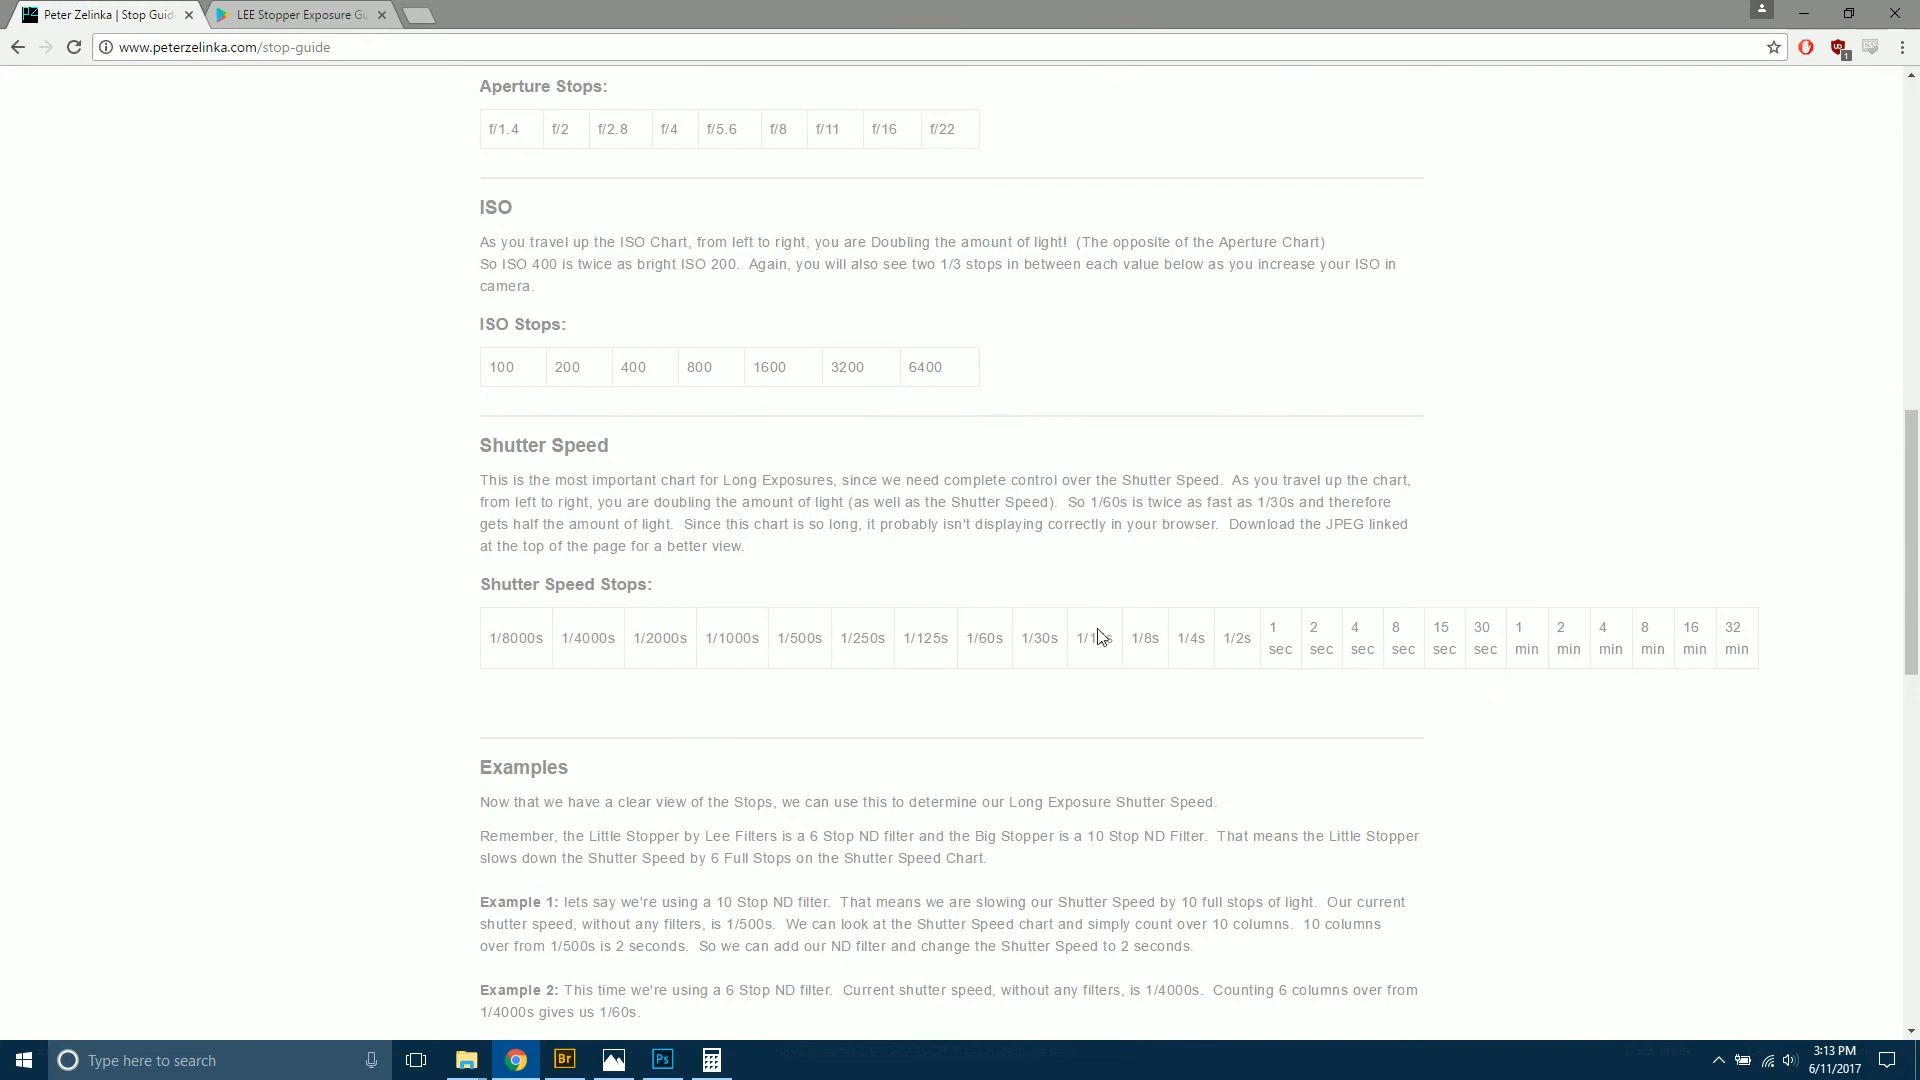 Peter Zelinka | Stop Guid
LEE Stopper Exposure Gu
www.peterzelinka.com/stop-guide
1
Aperture Stops:
f/1.4 f/2 f/2.8 f/4 f/5.6 f/8 f/11 f/16 f/22
ISO
As you travel up the ISO Chart, from left to right, you are Doubling the amount of light!  (The opposite of the Aperture Chart)
So ISO 400 is twice as bright ISO 200.  Again, you will also see two 1/3 stops in between each value below as you increase your ISO in
camera.
ISO Stops:
100 200 400 800 1600 3200 6400
Shutter Speed
This is the most important chart for Long Exposures, since we need complete control over the Shutter Speed.  As you travel up the chart,
from left to right, you are doubling the amount of light (as well as the Shutter Speed).  So 1/60s is twice as fast as 1/30s and therefore
gets half the amount of light.  Since this chart is so long, it probably isn't displaying correctly in your browser.  Download the JPEG linked
at the top of the page for a better view.
Shutter Speed Stops:
1/8000s 1/4000s 1/2000s 1/1000s 1/500s 1/250s 1/125s 1/60s 1/30s 1/8s 1/4s 1/2s 1 sec 2 sec 4 sec 8 sec 15 sec 30 sec 1 min 2 min 4 min 8 min 16 min 32 min
Examples
Now that we have a clear view of the Stops, we can use this to determine our Long Exposure Shutter Speed.
Remember, the Little Stopper by Lee Filters is a 6 Stop ND filter and the Big Stopper is a 10 Stop ND Filter.  That means the Little Stopper
slows down the Shutter Speed by 6 Full Stops on the Shutter Speed Chart.
Example 1: lets say we're using a 10 Stop ND filter.  That means we are slowing our Shutter Speed by 10 full stops of light.  Our current
shutter speed, without any filters, is 1/500s.  We can look at the Shutter Speed chart and simply count over 10 columns.  10 columns
over from 1/500s is 2 seconds.  So we can add our ND filter and change the Shutter Speed to 2 seconds.
Example 2: This time we're using a 6 Stop ND filter.  Current shutter speed, without any filters, is 1/4000s.  Counting 6 columns over from
1/4000s gives us 1/60s.
Type here to search
Br
Ps
3:13 PM
6/11/2017